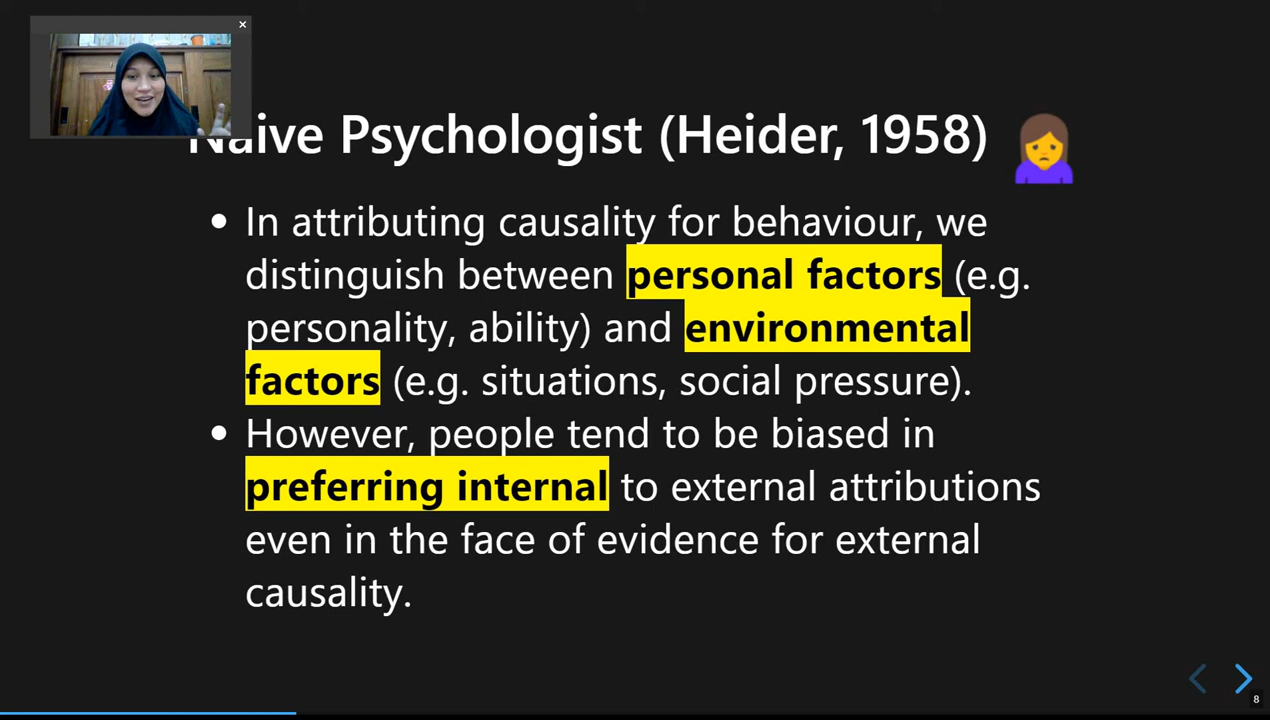 Naive Psychologist (Heider, 1958)
• In attributing causality for behaviour, we
distinguish between personal factors (e.g.
personality, ability) and environmental
factors (e.g. situations, social pressure).
• However, people tend to be biased in
preferring internal to external attributions
even in the face of evidence for external
causality.
8